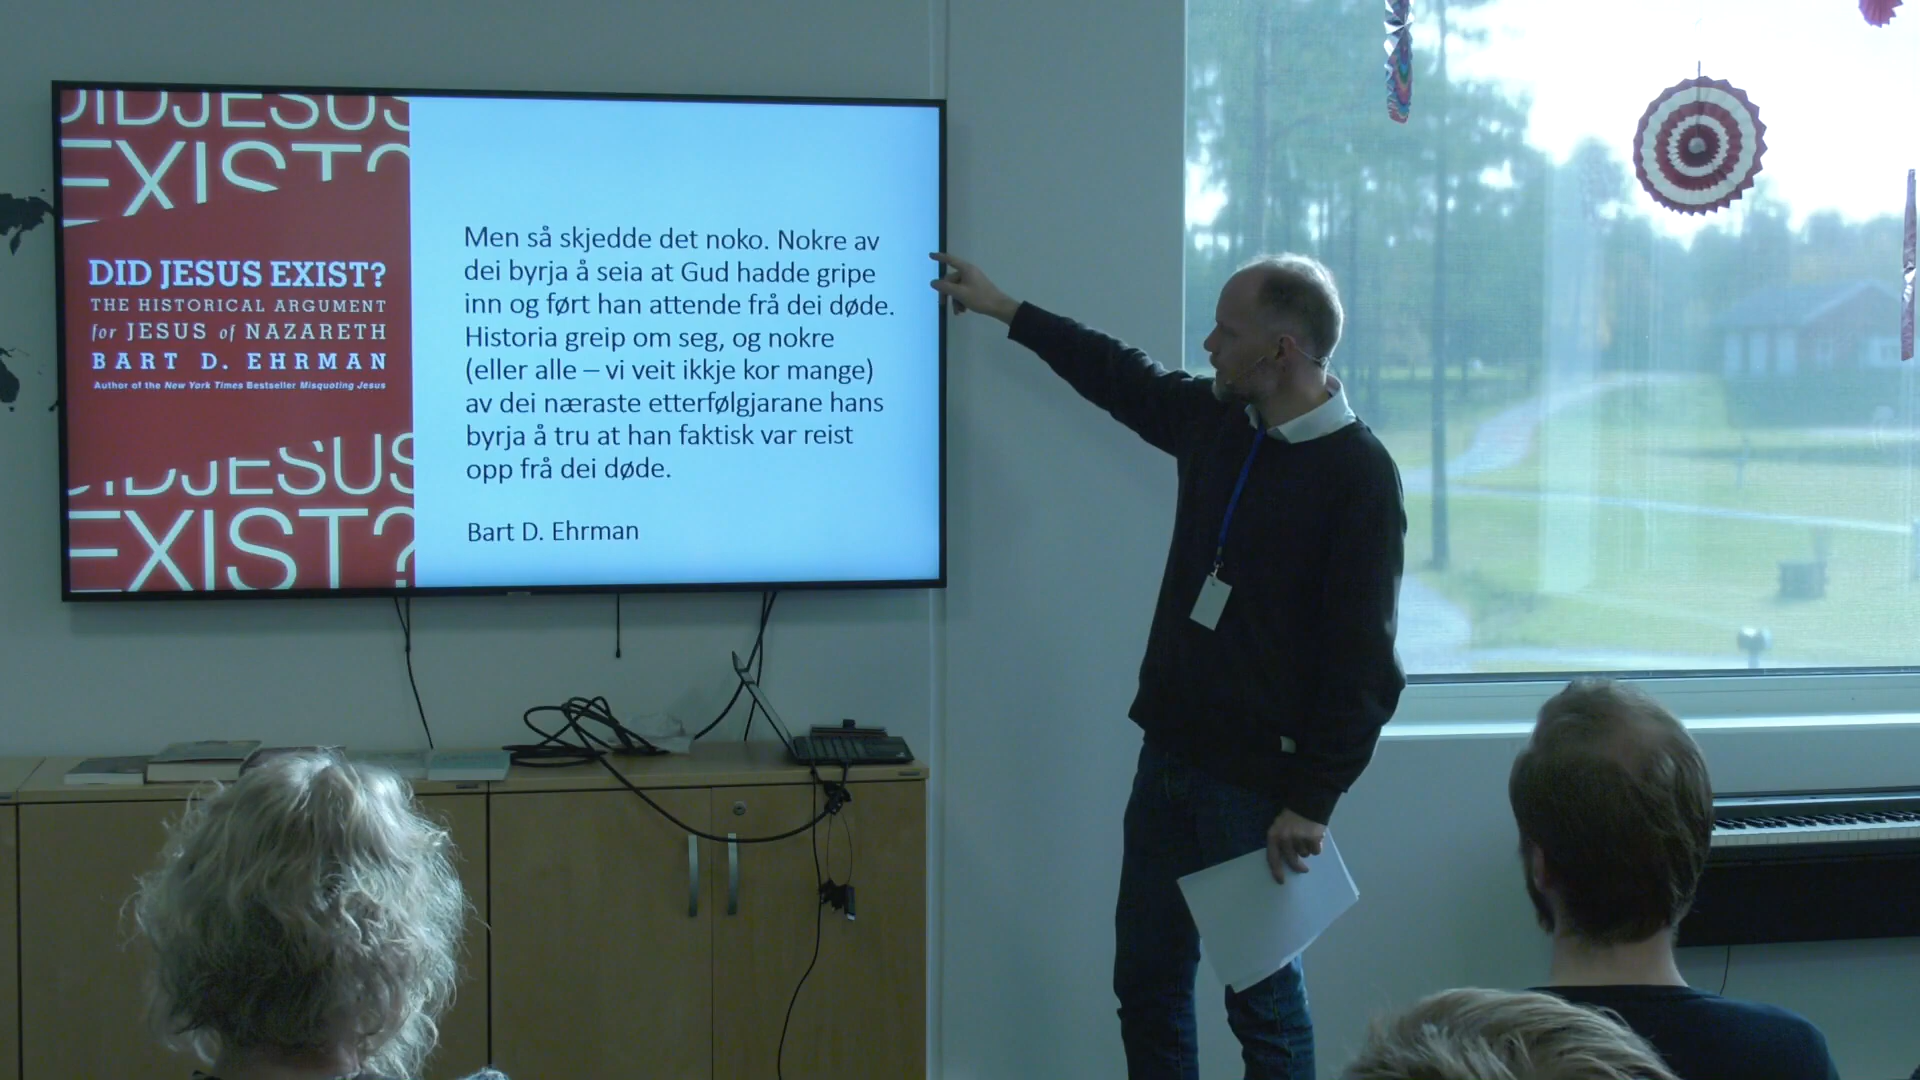 DID JESUS
EXIST?
DID JESUS EXIST?
THE HISTORICAL ARGUMENT
for JESUS of NAZARETH
BART D. EHRMAN
Author of the New York Times Bestseller Misquoting Jesus
DID JESUS
EXIST?
Men så skjedde det noko. Nokre av
dei byrja å seia at Gud hadde gripe
inn og ført han attende frå dei døde.
Historia greip om seg, og nokre
(eller alle – vi veit ikkje kor mange)
av dei næraste etterfølgjarane hans
byrja å tru at han faktisk var reist
opp frå dei døde.
Bart D. Ehrman